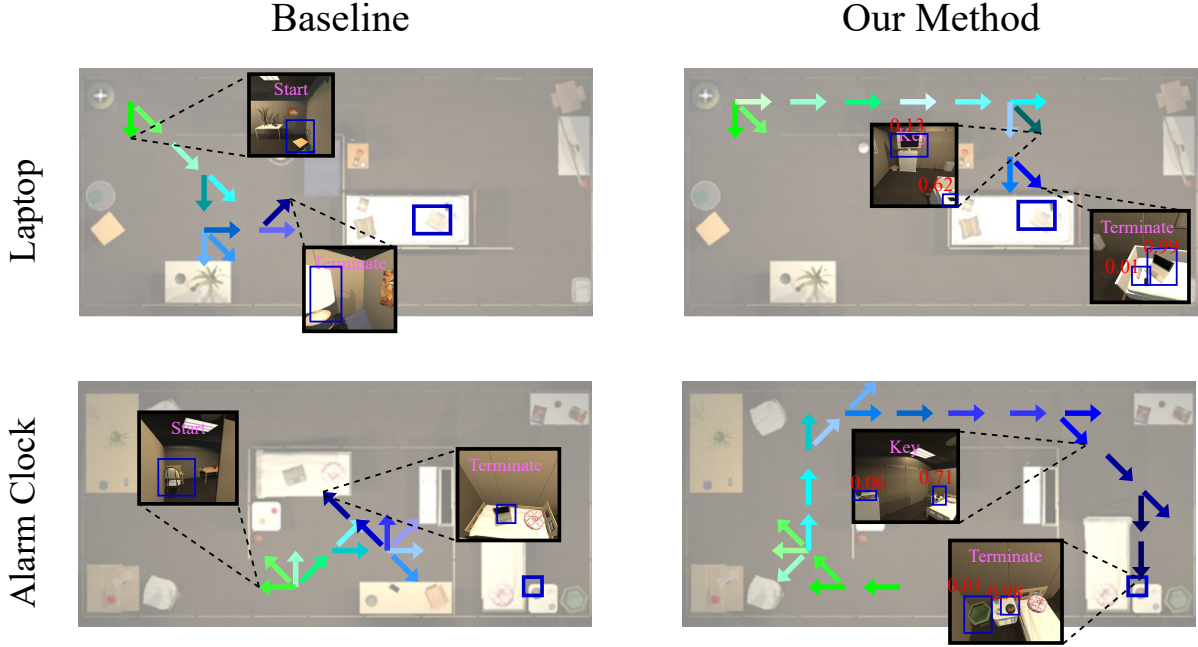 Baseline
Our Method
Laptop
Start
Terminate
0.13
Key
0.62
Terminate
0.99
0.01
Alarm Clock
Start
Terminate
Key
0.06
0.71
Terminate
0.01
0.98